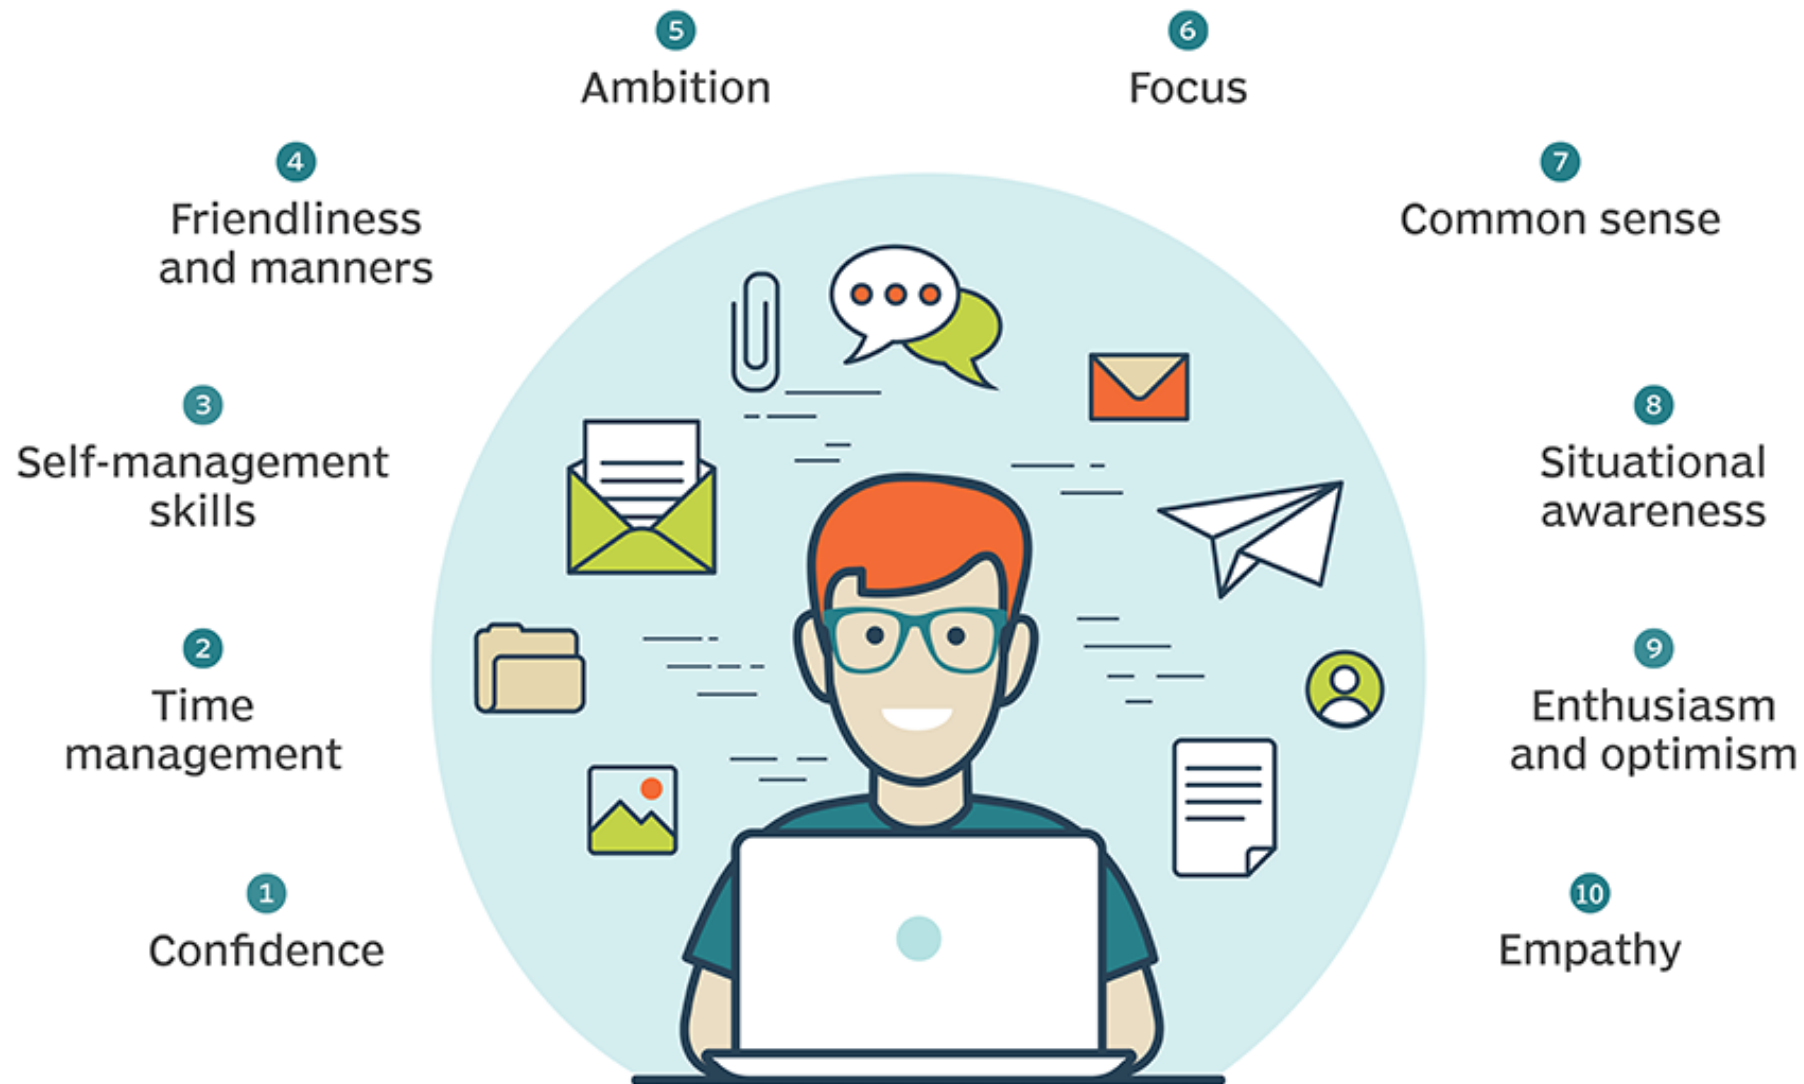 1
Confidence
2
Time
management
3
Self-management
skills
4
Friendliness
and manners
5
Ambition
6
Focus
7
Common sense
8
Situational
awareness
9
Enthusiasm
and optimism
10
Empathy